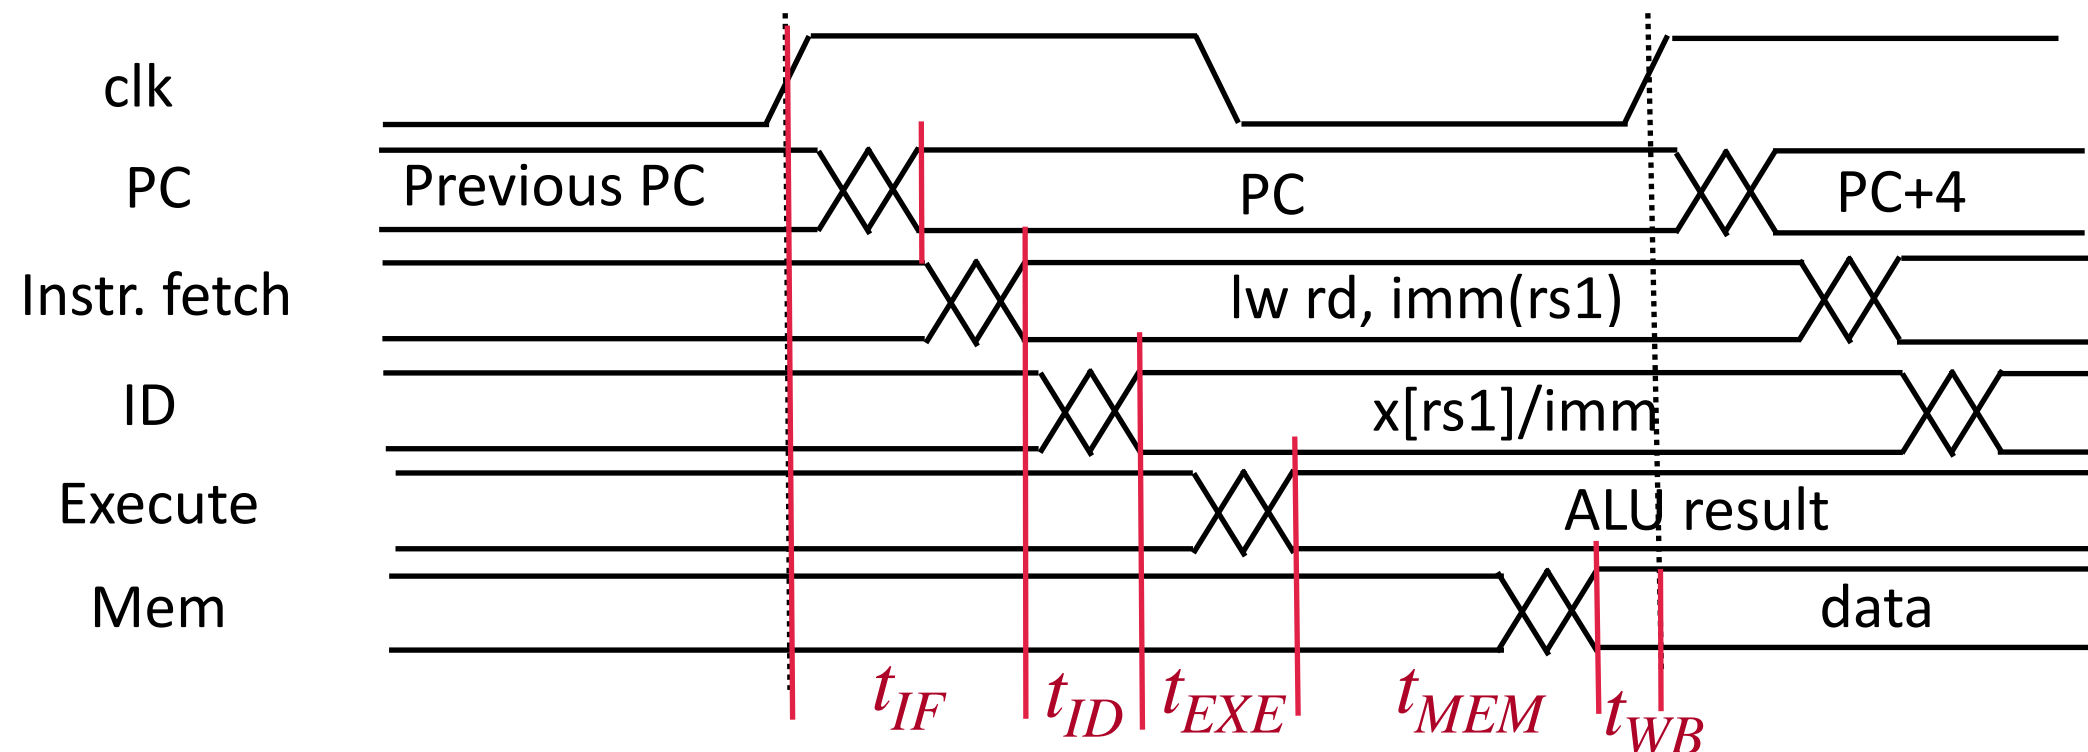 clk
PC Previous PC PC PC+4
Instr. fetch lw rd, imm(rs1)
ID x[rs1]/imm
Execute ALU result
Mem data
tIF tID tEXE tMEM tWB